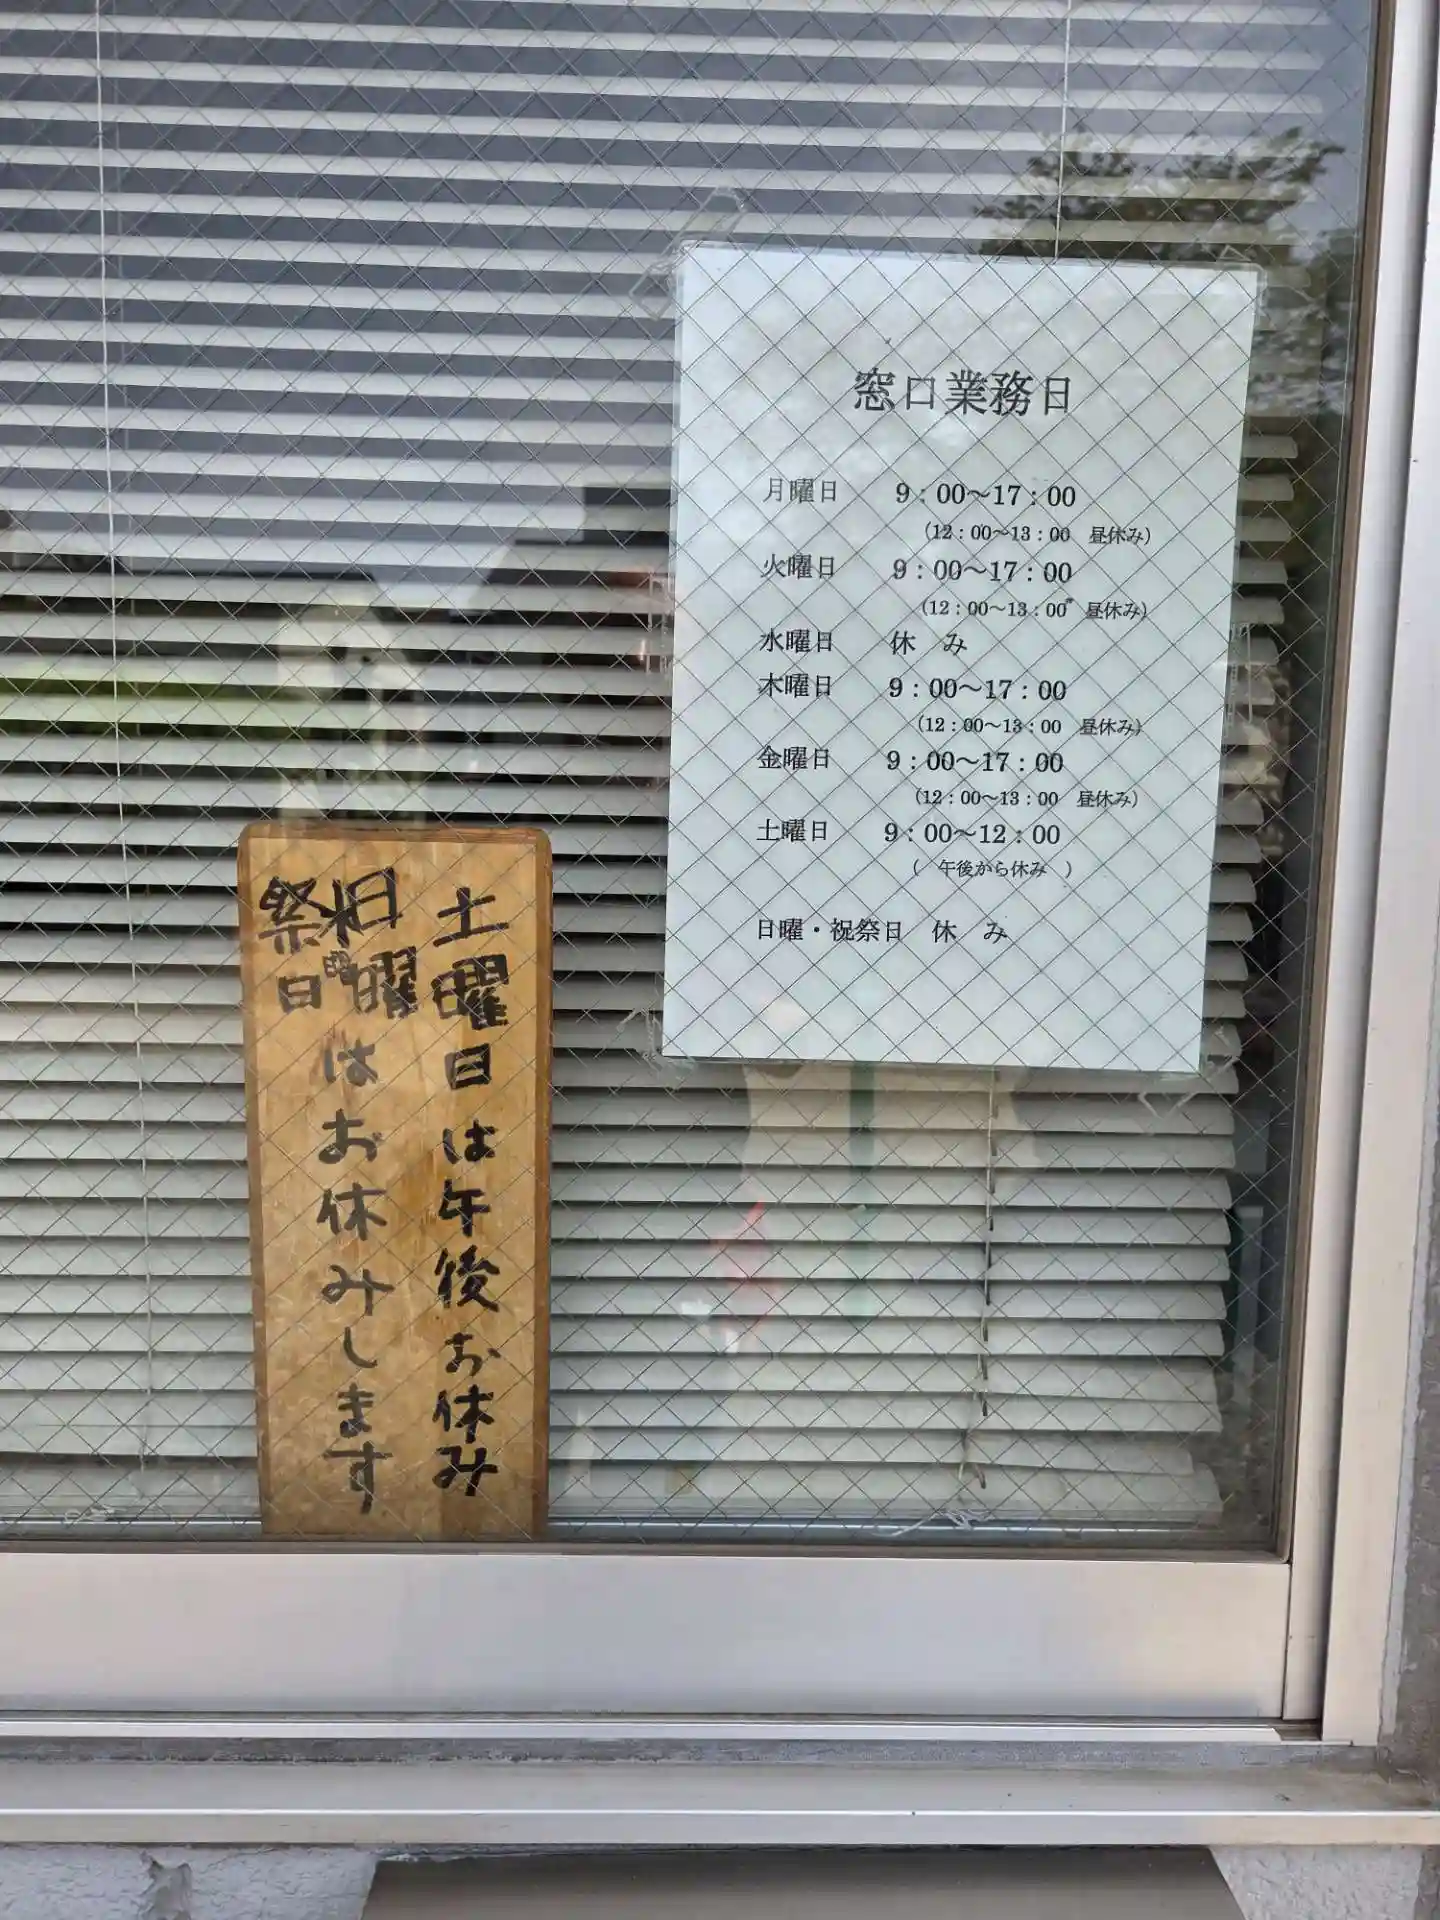 窓口業務日
月曜日 9：00～17：00
（12：00～13：00 昼休み）
火曜日 9：00～17：00
（12：00～13：00 昼休み）
水曜日 休 み
木曜日 9：00～17：00
（12：00～13：00 昼休み）
金曜日 9：00～17：00
（12：00～13：00 昼休み）
土曜日 9：00～12：00
（ 午後から休み ）
日曜・祝祭日 休 み
土曜日は午後お休み
日曜
祭日
はお休みします